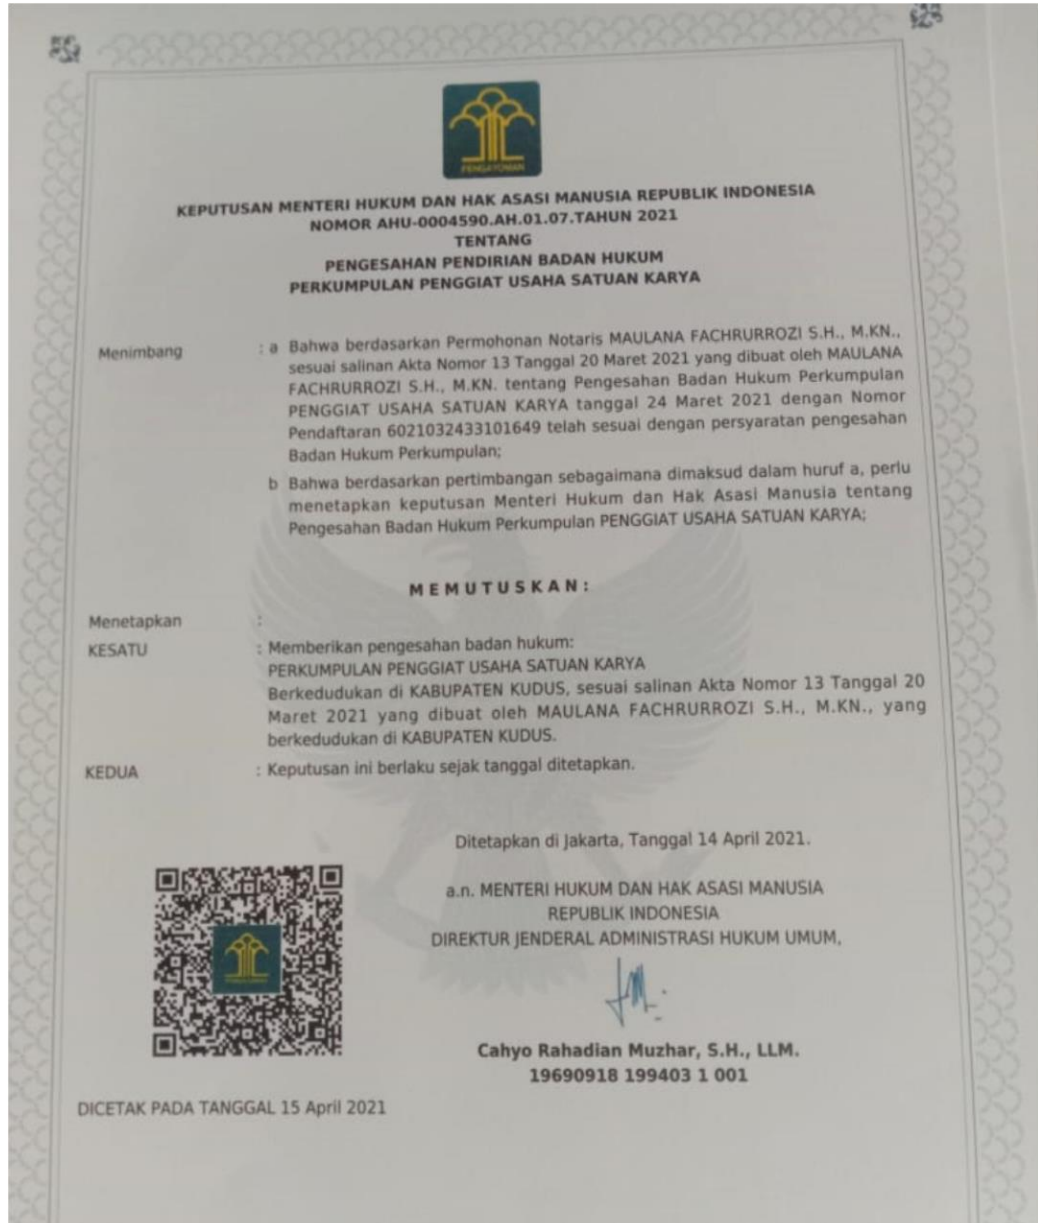 PENGAYOMAN
KEPUTUSAN MENTERI HUKUM DAN HAK ASASI MANUSIA REPUBLIK INDONESIA
NOMOR AHU-0004590.AH.01.07.TAHUN 2021
TENTANG
PENGESAHAN PENDIRIAN BADAN HUKUM
PERKUMPULAN PENGGIAT USAHA SATUAN KARYA
Menimbang : a Bahwa berdasarkan Permohonan Notaris MAULANA FACHRURROZI S.H., M.KN.,
sesuai salinan Akta Nomor 13 Tanggal 20 Maret 2021 yang dibuat oleh MAULANA
FACHRURROZI S.H., M.KN. tentang Pengesahan Badan Hukum Perkumpulan
PENGGIAT USAHA SATUAN KARYA tanggal 24 Maret 2021 dengan Nomor
Pendaftaran 6021032433101649 telah sesuai dengan persyaratan pengesahan
Badan Hukum Perkumpulan;
b Bahwa berdasarkan pertimbangan sebagaimana dimaksud dalam huruf a, perlu
menetapkan keputusan Menteri Hukum dan Hak Asasi Manusia tentang
Pengesahan Badan Hukum Perkumpulan PENGGIAT USAHA SATUAN KARYA;
M E M U T U S K A N :
Menetapkan :
KESATU : Memberikan pengesahan badan hukum:
PERKUMPULAN PENGGIAT USAHA SATUAN KARYA
Berkedudukan di KABUPATEN KUDUS, sesuai salinan Akta Nomor 13 Tanggal 20
Maret 2021 yang dibuat oleh MAULANA FACHRURROZI S.H., M.KN., yang
berkedudukan di KABUPATEN KUDUS.
KEDUA : Keputusan ini berlaku sejak tanggal ditetapkan.
Ditetapkan di Jakarta, Tanggal 14 April 2021.
a.n. MENTERI HUKUM DAN HAK ASASI MANUSIA
REPUBLIK INDONESIA
DIREKTUR JENDERAL ADMINISTRASI HUKUM UMUM,
Cahyo Rahadian Muzhar, S.H., LLM.
19690918 199403 1 001
DICETAK PADA TANGGAL 15 April 2021